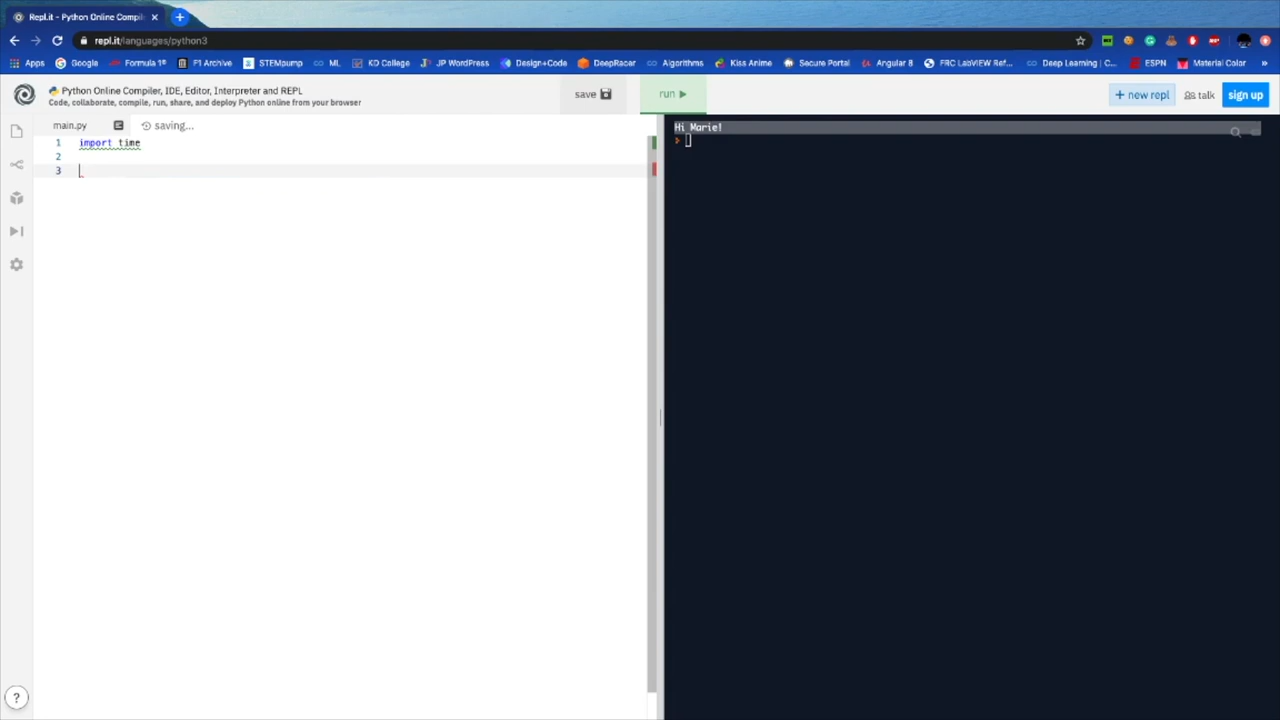 Repl.it - Python Online Compil
repl.it/languages/python3
Apps Google Formula 1® F1 Archive STEMpump ML KD College JP WordPress Design+Code DeepRacer Algorithms Kiss Anime Secure Portal Angular 8 FRC LabVIEW Ref... Deep Learning | C... ESPN Material Color »
Python Online Compiler, IDE, Editor, Interpreter and REPL
Code, collaborate, compile, run, share, and deploy Python online from your browser
save run + new repl talk sign up
main.py saving...
1 import time
2
3
Hi Marie!
>
?